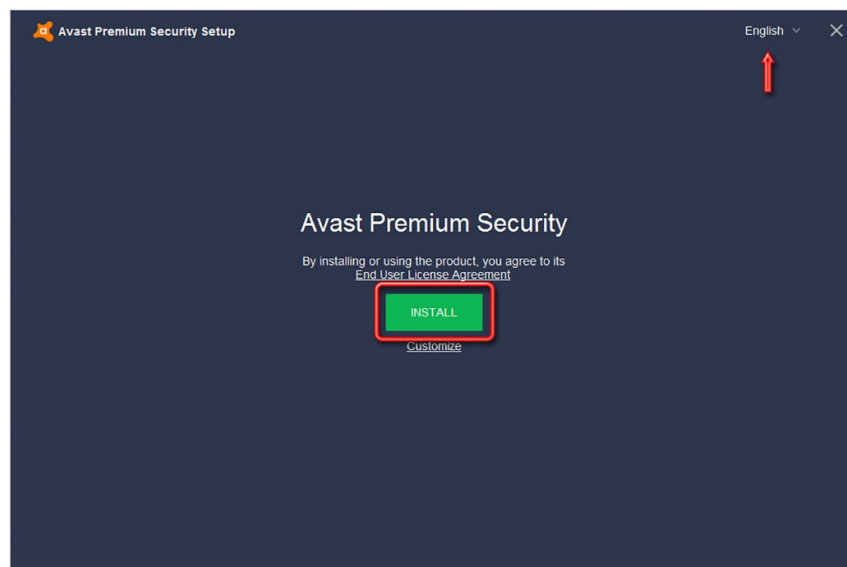 Avast Premium Security Setup
English
Avast Premium Security
By installing or using the product, you agree to its
End User License Agreement
INSTALL
Customize